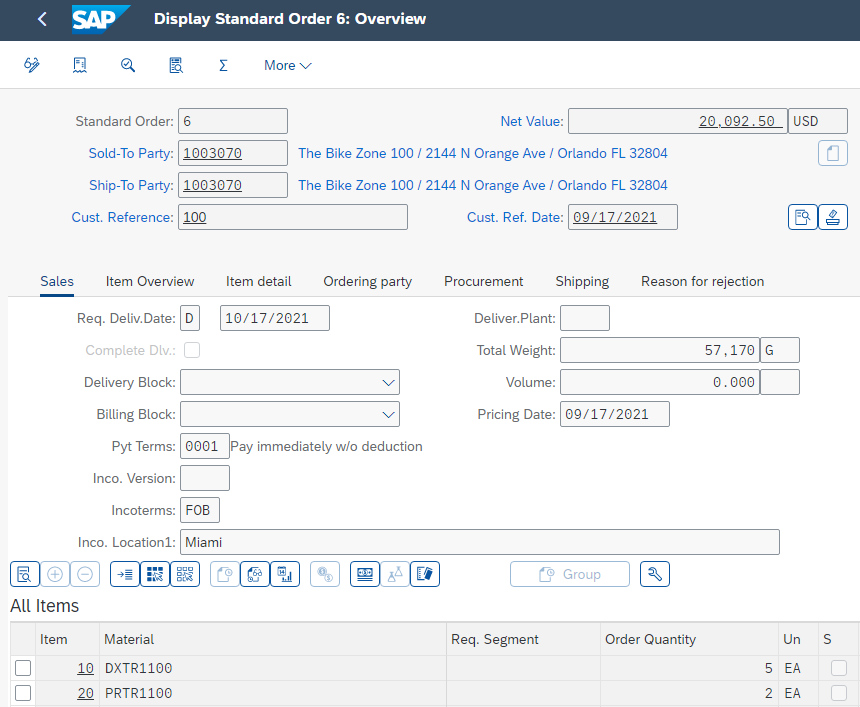 SAP Display Standard Order 6: Overview
Σ More
Standard Order: 6 Net Value: 20,092.50 USD
Sold-To Party: 1003070 The Bike Zone 100 / 2144 N Orange Ave / Orlando FL 32804
Ship-To Party: 1003070 The Bike Zone 100 / 2144 N Orange Ave / Orlando FL 32804
Cust. Reference: 100 Cust. Ref. Date: 09/17/2021
Sales Item Overview Item detail Ordering party Procurement Shipping Reason for rejection
Req. Deliv.Date: D 10/17/2021 Deliver.Plant:
Complete Dlv.: Total Weight: 57,170 G
Delivery Block: Volume: 0.000
Billing Block: Pricing Date: 09/17/2021
Pyt Terms: 0001 Pay immediately w/o deduction
Inco. Version:
Incoterms: FOB
Inco. Location1: Miami
Group
All Items
Item Material Req. Segment Order Quantity Un S
10 DXTR1100 5 EA
20 PRTR1100 2 EA